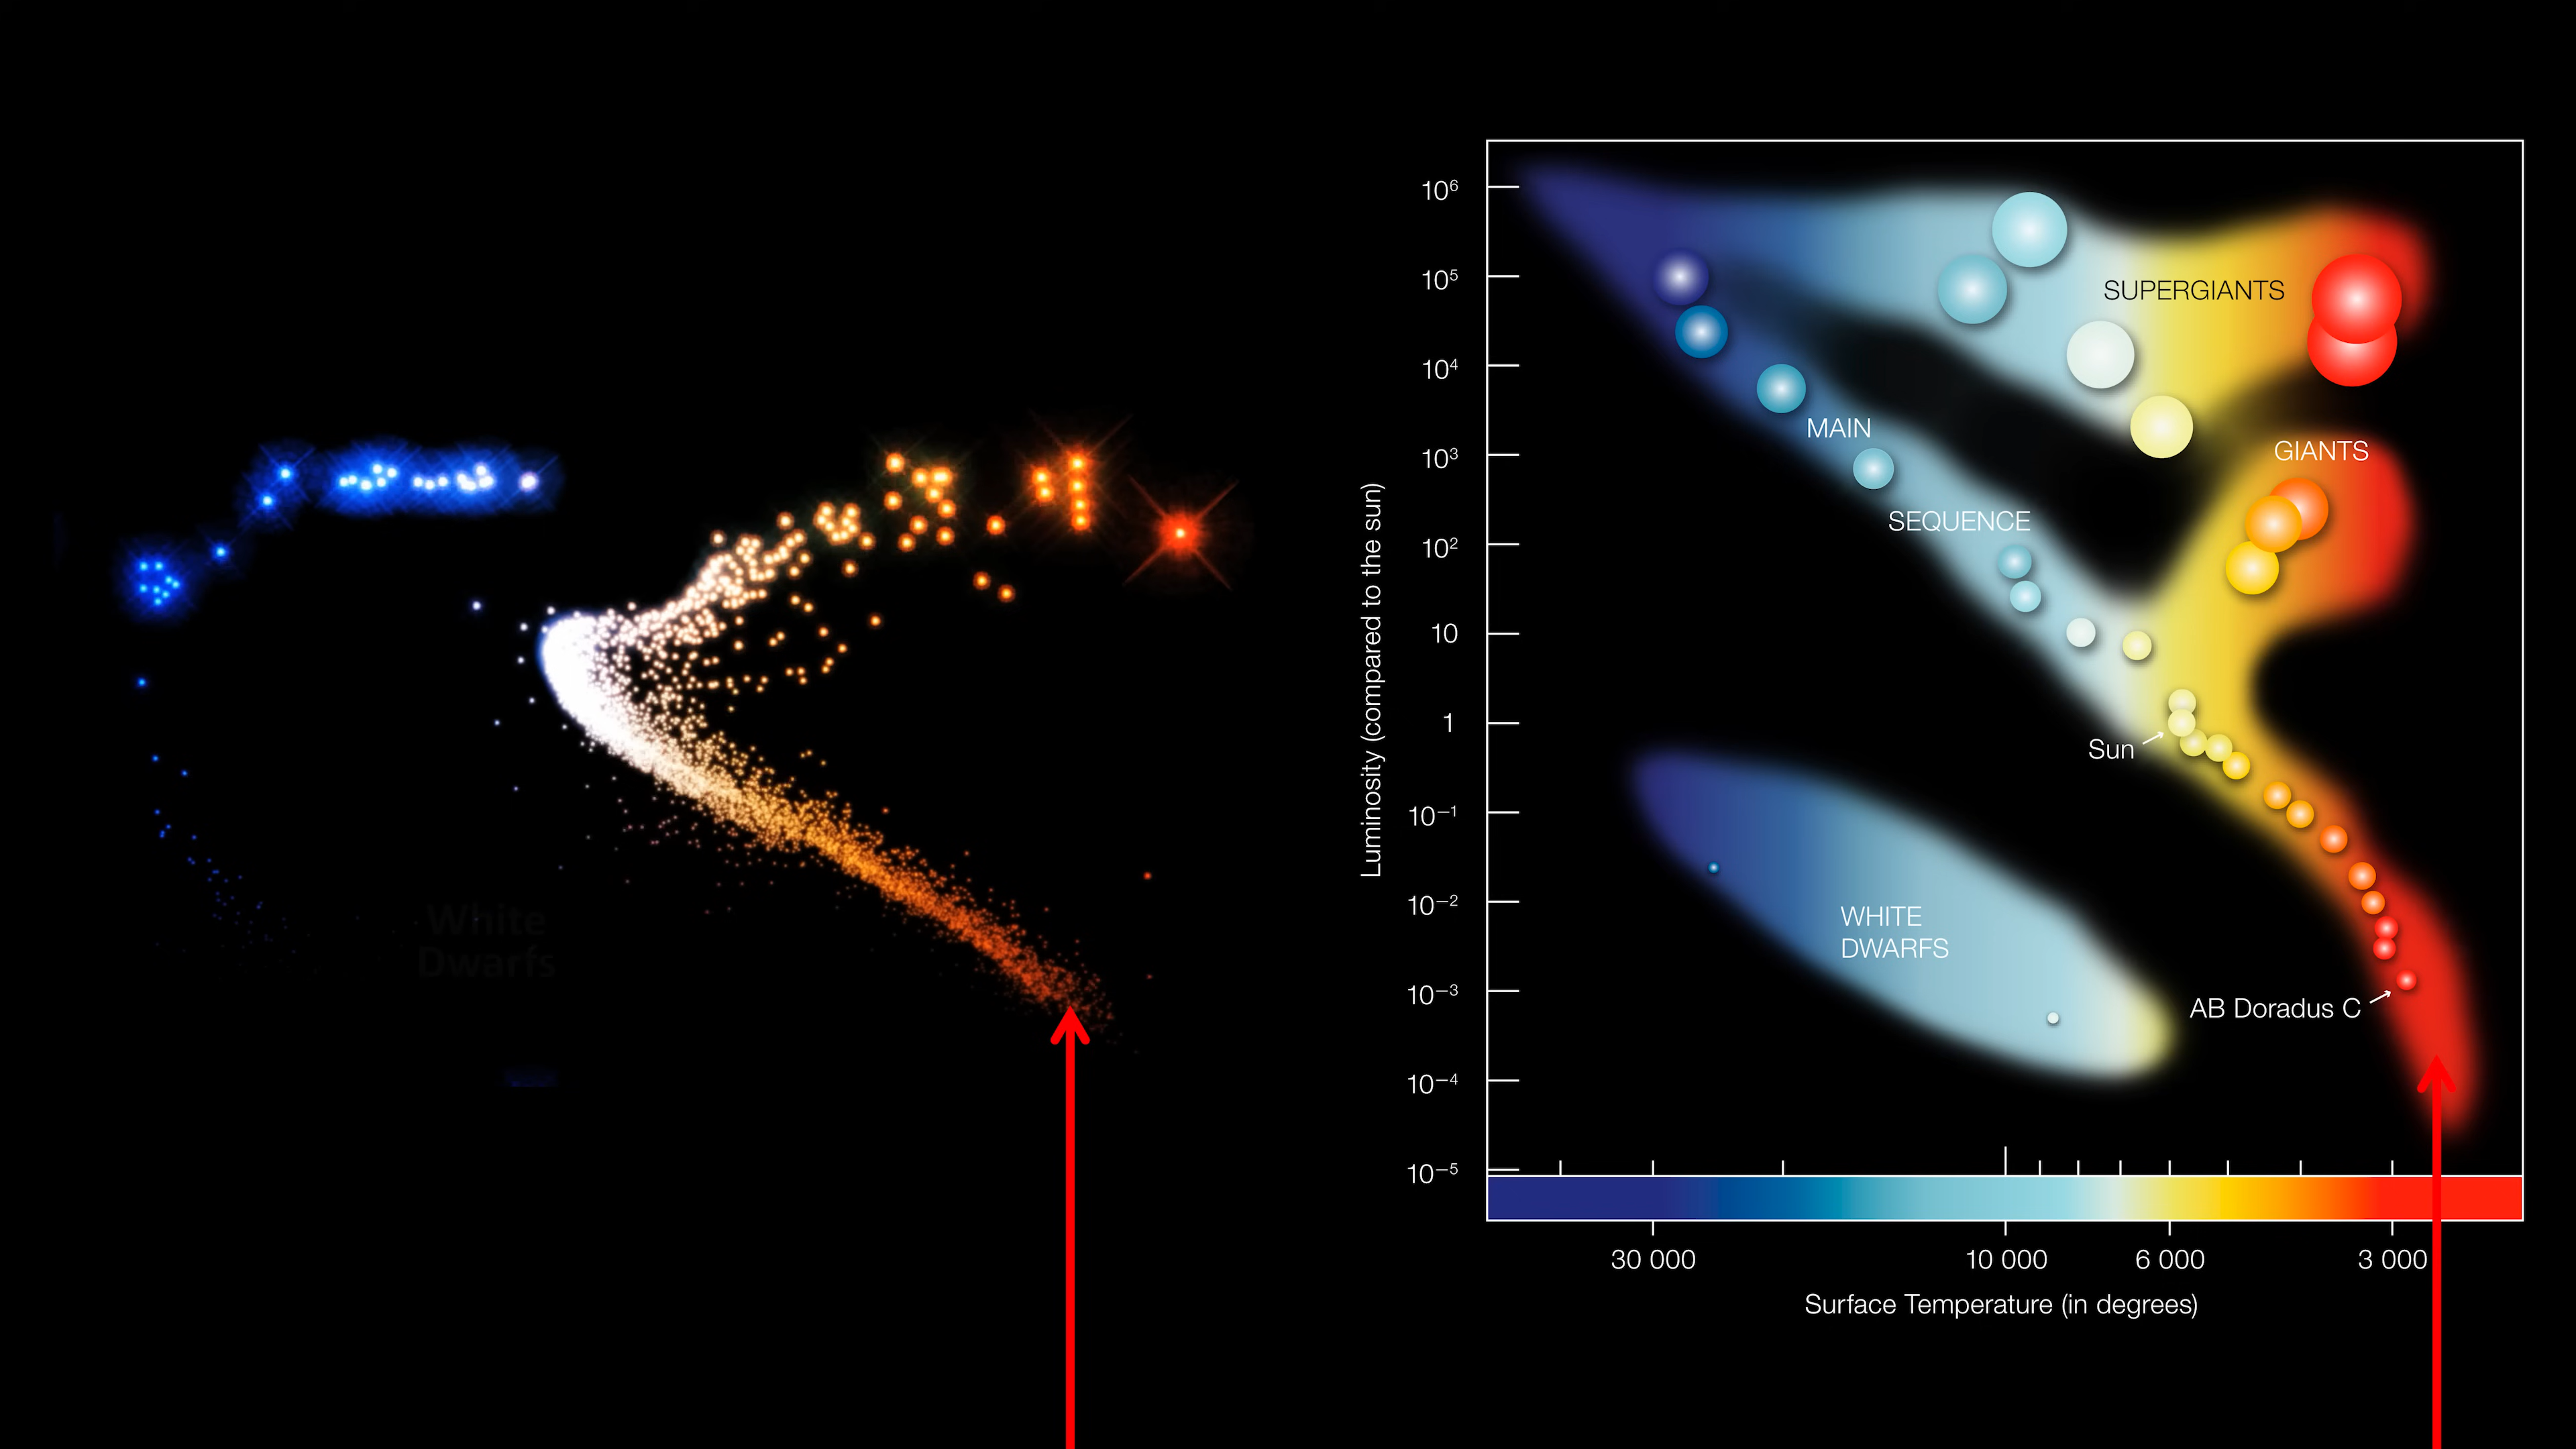 White
Dwarfs
10⁶
10⁵
10⁴
10³
10²
10
1
10⁻¹
10⁻²
10⁻³
10⁻⁴
10⁻⁵
Luminosity (compared to the sun)
SUPERGIANTS
MAIN
GIANTS
SEQUENCE
Sun
WHITE
DWARFS
AB Doradus C
30 000
10 000
6 000
3 000
Surface Temperature (in degrees)